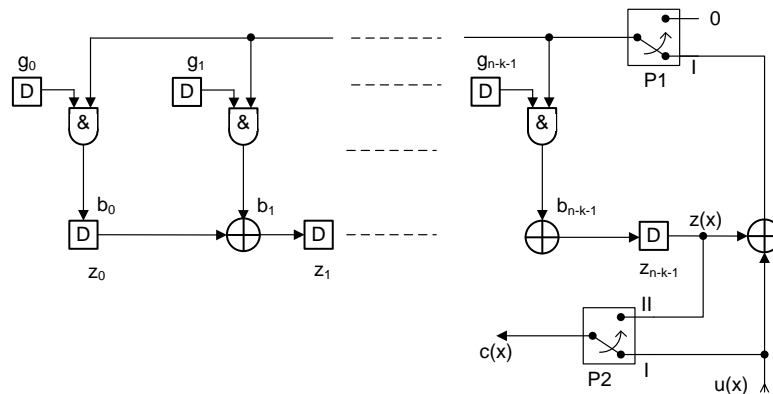 0
g0 g1 gn-k-1
I
D D D
P1
& & &
b0 b1 bn-k-1 z(x)
D D D
z0 z1 zn-k-1
II
c(x)
I
P2 u(x)